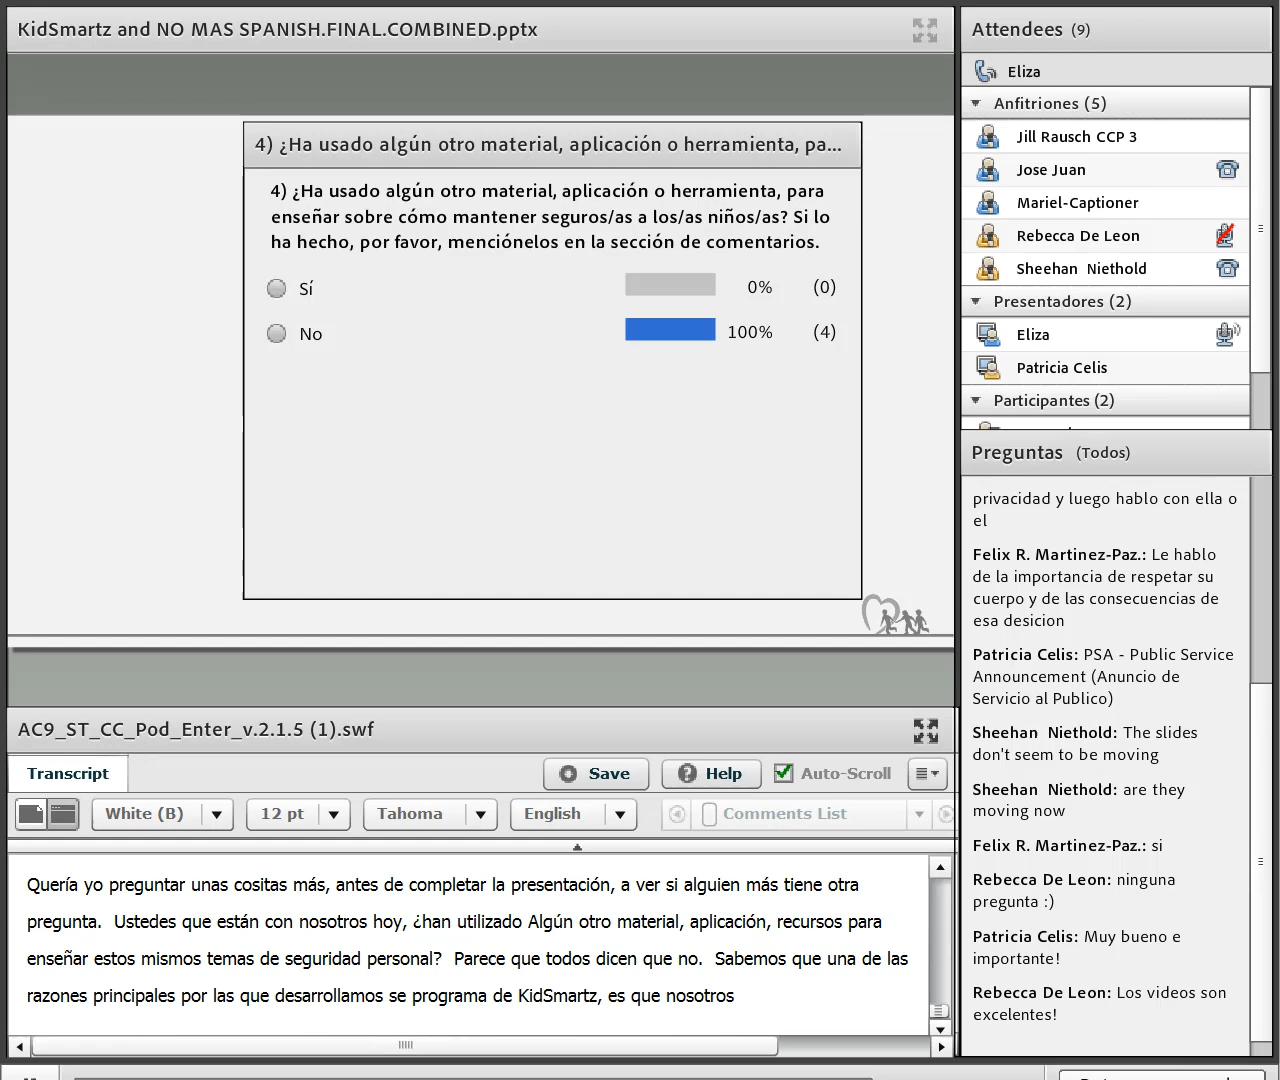 KidSmartz and NO MAS SPANISH.FINAL.COMBINED.pptx
4) ¿Ha usado algún otro material, aplicación o herramienta, pa...
4) ¿Ha usado algún otro material, aplicación o herramienta, para
enseñar sobre cómo mantener seguros/as a los/as niños/as? Si lo
ha hecho, por favor, menciónelos en la sección de comentarios.
Sí 0% (0)
No 100% (4)
AC9_ST_CC_Pod_Enter_v.2.1.5 (1).swf
Transcript
Save
Help
Auto-Scroll
White (B)
12 pt
Tahoma
English
Comments List
Quería yo preguntar unas cositas más, antes de completar la presentación, a ver si alguien más tiene otra
pregunta.  Ustedes que están con nosotros hoy, ¿han utilizado Algún otro material, aplicación, recursos para
enseñar estos mismos temas de seguridad personal?  Parece que todos dicen que no.  Sabemos que una de las
razones principales por las que desarrollamos se programa de KidSmartz, es que nosotros
Attendees (9)
Eliza
Anfitriones (5)
Jill Rausch CCP 3
Jose Juan
Mariel-Captioner
Rebecca De Leon
Sheehan  Niethold
Presentadores (2)
Eliza
Patricia Celis
Participantes (2)
Preguntas (Todos)
privacidad y luego hablo con ella o
el
Felix R. Martinez-Paz.: Le hablo
de la importancia de respetar su
cuerpo y de las consecuencias de
esa desicion
Patricia Celis: PSA - Public Service
Announcement (Anuncio de
Servicio al Publico)
Sheehan  Niethold: The slides
don't seem to be moving
Sheehan  Niethold: are they
moving now
Felix R. Martinez-Paz.: si
Rebecca De Leon: ninguna
pregunta :)
Patricia Celis: Muy bueno e
importante!
Rebecca De Leon: Los videos son
excelentes!